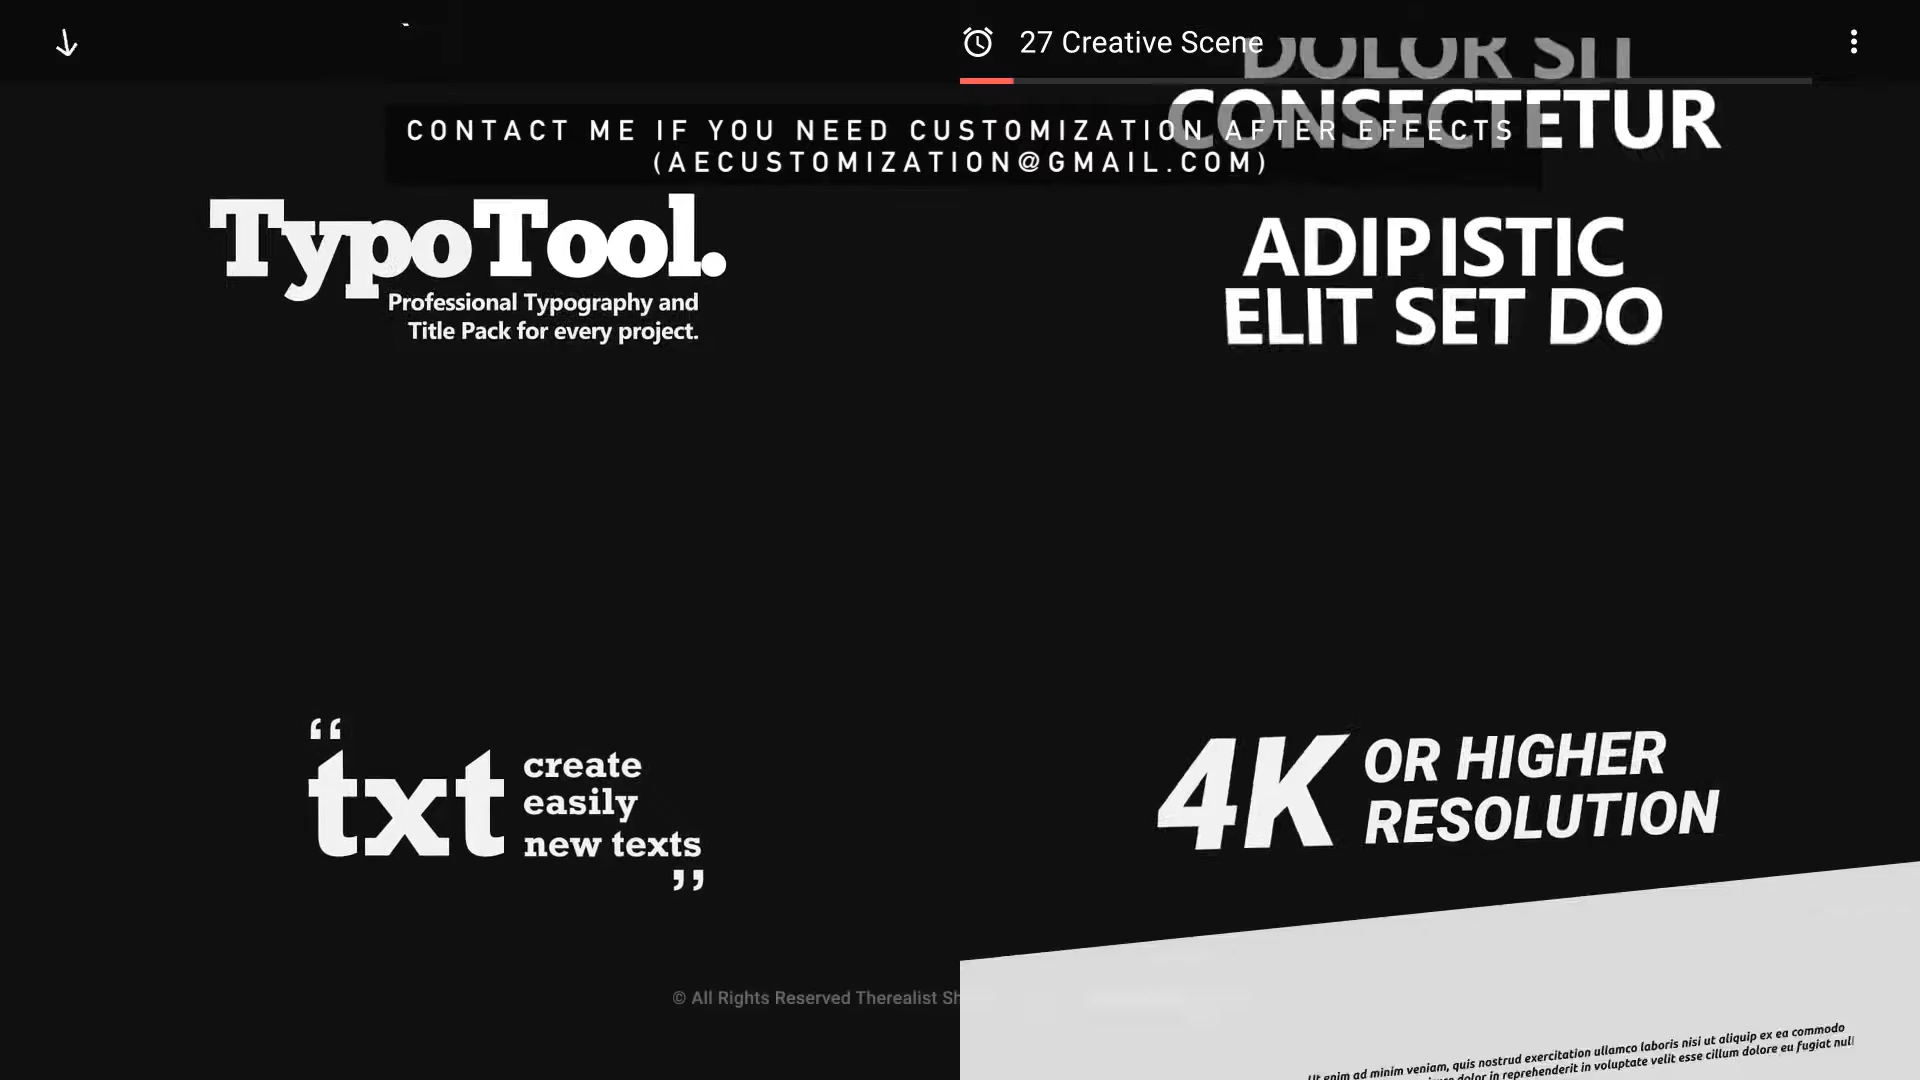 27 Creative Scene
DOLOR SIT
CONSECTETUR
CONTACT ME IF YOU NEED CUSTOMIZATION AFTER EFFECTS
(AECUSTOMIZATION@GMAIL.COM)
TypoTool.
Professional Typography and
Title Pack for every project.
ADIPISTIC
ELIT SET DO
“
txt
create
easily
new texts
”
4K
OR HIGHER
RESOLUTION
© All Rights Reserved Therealist Sh
Ut enim ad minim veniam, quis nostrud exercitation ullamco laboris nisi ut aliquip ex ea commodo
dolor in reprehenderit in voluptate velit esse cillum dolore eu fugiat null